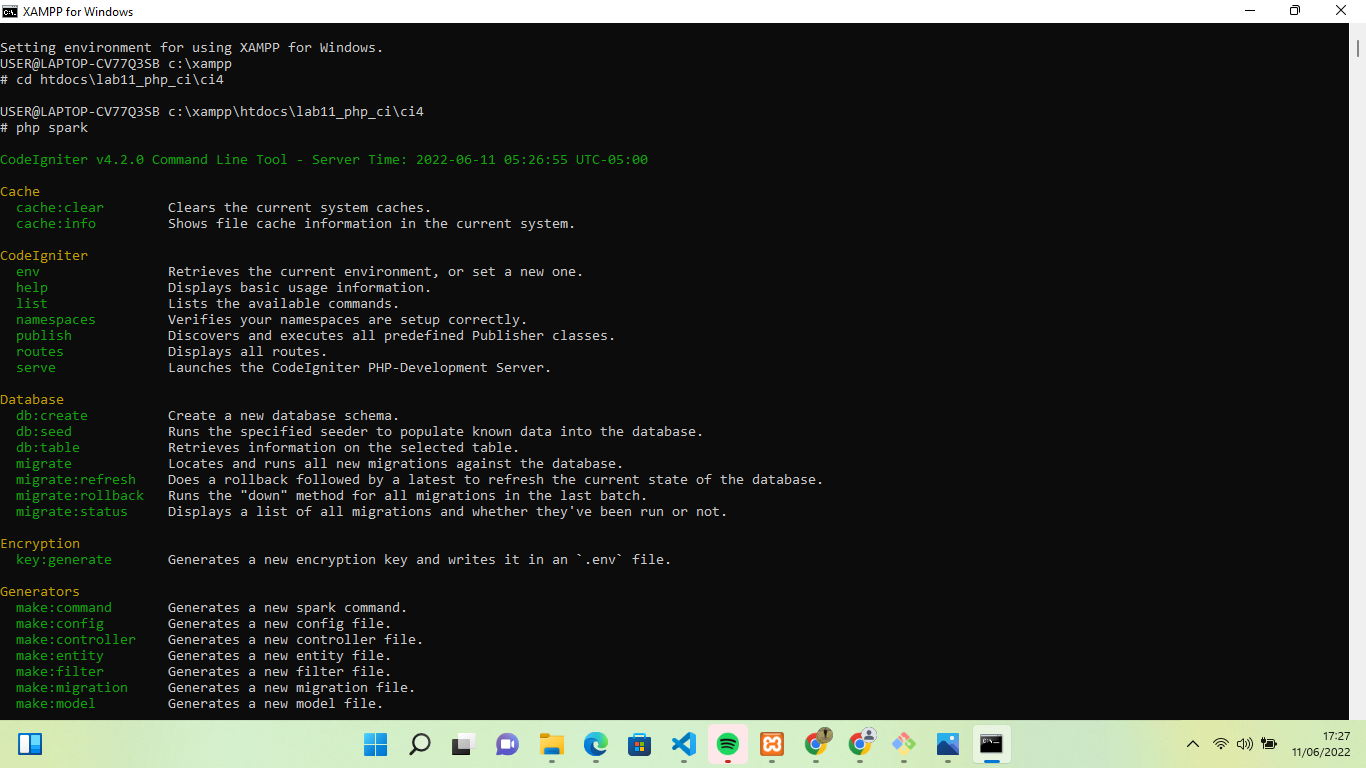 XAMPP for Windows
Setting environment for using XAMPP for Windows.
USER@LAPTOP-CV77Q3SB c:\xampp
# cd htdocs\lab11_php_ci\ci4
USER@LAPTOP-CV77Q3SB c:\xampp\htdocs\lab11_php_ci\ci4
# php spark
CodeIgniter v4.2.0 Command Line Tool - Server Time: 2022-06-11 05:26:55 UTC-05:00
Cache
cache:clear Clears the current system caches.
cache:info Shows file cache information in the current system.
CodeIgniter
env Retrieves the current environment, or set a new one.
help Displays basic usage information.
list Lists the available commands.
namespaces Verifies your namespaces are setup correctly.
publish Discovers and executes all predefined Publisher classes.
routes Displays all routes.
serve Launches the CodeIgniter PHP-Development Server.
Database
db:create Create a new database schema.
db:seed Runs the specified seeder to populate known data into the database.
db:table Retrieves information on the selected table.
migrate Locates and runs all new migrations against the database.
migrate:refresh Does a rollback followed by a latest to refresh the current state of the database.
migrate:rollback Runs the "down" method for all migrations in the last batch.
migrate:status Displays a list of all migrations and whether they've been run or not.
Encryption
key:generate Generates a new encryption key and writes it in an `.env` file.
Generators
make:command Generates a new spark command.
make:config Generates a new config file.
make:controller Generates a new controller file.
make:entity Generates a new entity file.
make:filter Generates a new filter file.
make:migration Generates a new migration file.
make:model Generates a new model file.
17:27
11/06/2022